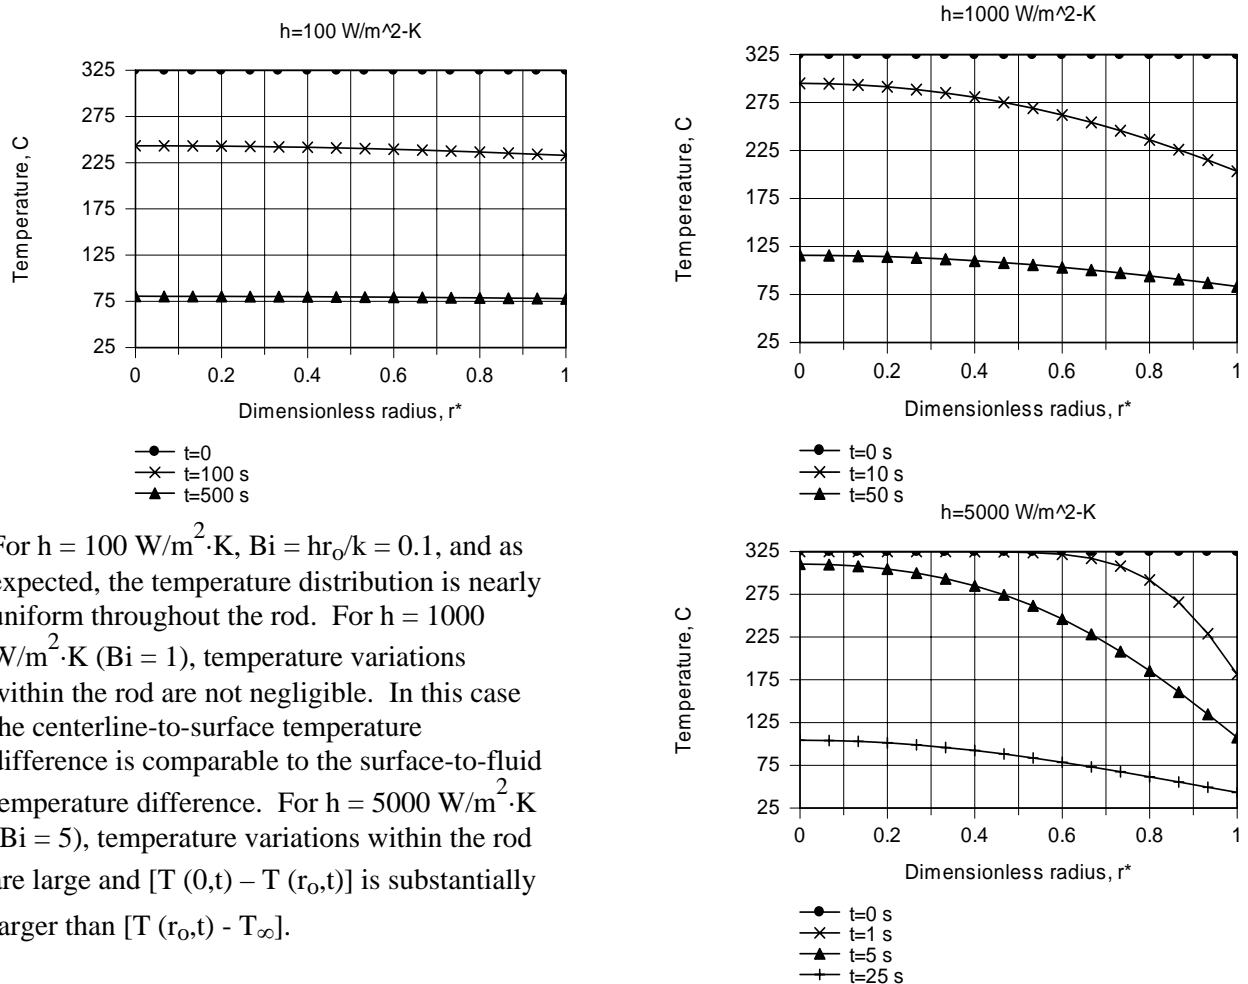 h=100 W/m^2-K
Temperature, C
325
275
225
175
125
75
25
0
0.2
0.4
0.6
0.8
1
Dimensionless radius, r*
t=0
t=100 s
t=500 s
h=1000 W/m^2-K
Tempereature, C
325
275
225
175
125
75
25
0
0.2
0.4
0.6
0.8
1
Dimensionless radius, r*
t=0 s
t=10 s
t=50 s
h=5000 W/m^2-K
Temperature, C
325
275
225
175
125
75
25
0
0.2
0.4
0.6
0.8
1
Dimensionless radius, r*
t=0 s
t=1 s
t=5 s
t=25 s
For h = 100 W/m²·K, Bi = hrₒ/k = 0.1, and as
expected, the temperature distribution is nearly
uniform throughout the rod. For h = 1000
W/m²·K (Bi = 1), temperature variations
within the rod are not negligible. In this case
the centerline-to-surface temperature
difference is comparable to the surface-to-fluid
temperature difference. For h = 5000 W/m²·K
(Bi = 5), temperature variations within the rod
are large and [T (0,t) – T (rₒ,t)] is substantially
larger than [T (rₒ,t) - T∞].